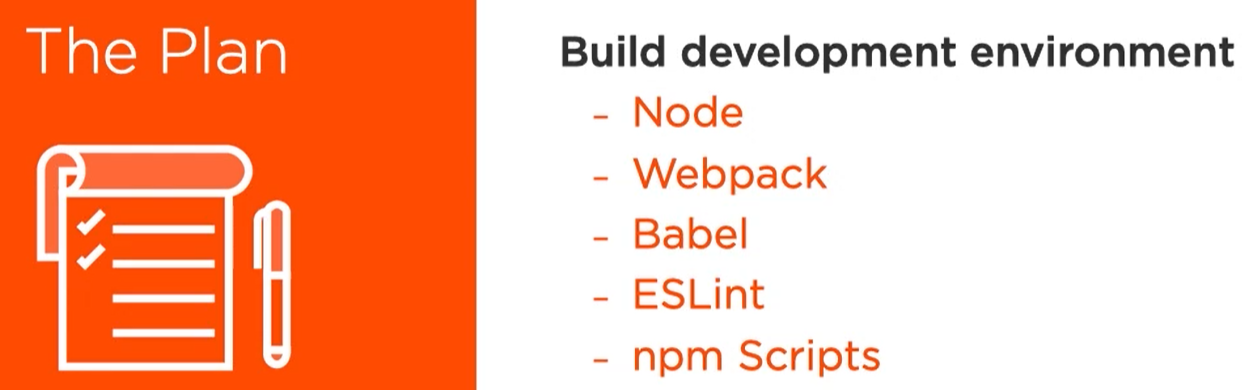 The Plan
Build development environment
- Node
- Webpack
- Babel
- ESLint
- npm Scripts